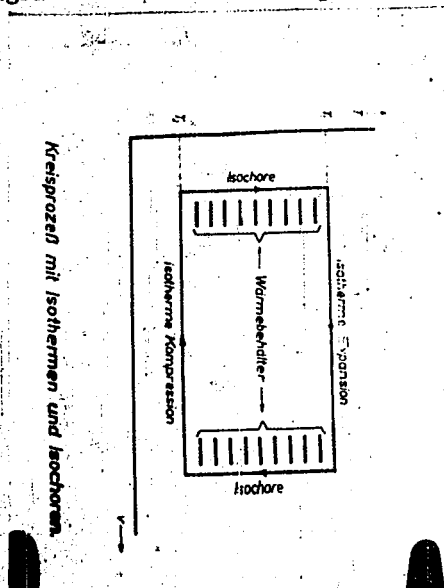 T
Isochore
Isotherme Expansion
Wärmebehälter
isotherme Kompression
Isochore
V
Kreisprozeß mit Isothermen und Isochoren.